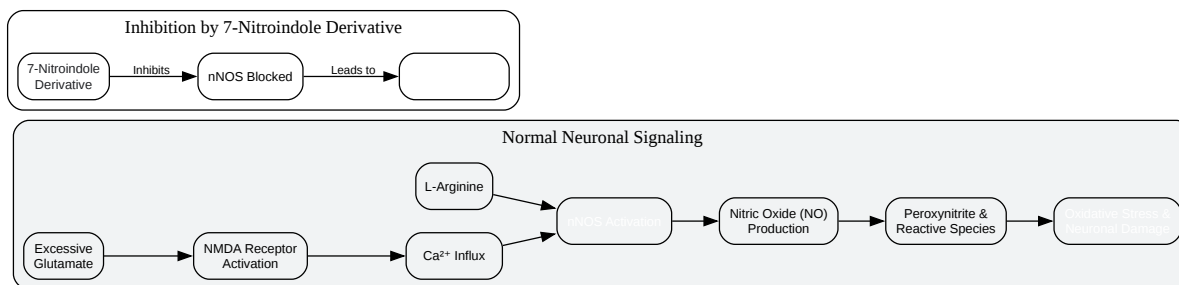 Inhibition by 7-Nitroindole Derivative
7-Nitroindole
Derivative
Inhibits
nNOS Blocked
Leads to
Normal Neuronal Signaling
L-Arginine
Excessive
Glutamate
NMDA Receptor
Activation
Ca²⁺ Influx
nNOS Activation
Nitric Oxide (NO)
Production
Peroxynitrite &
Reactive Species
Oxidative Stress &
Neuronal Damage